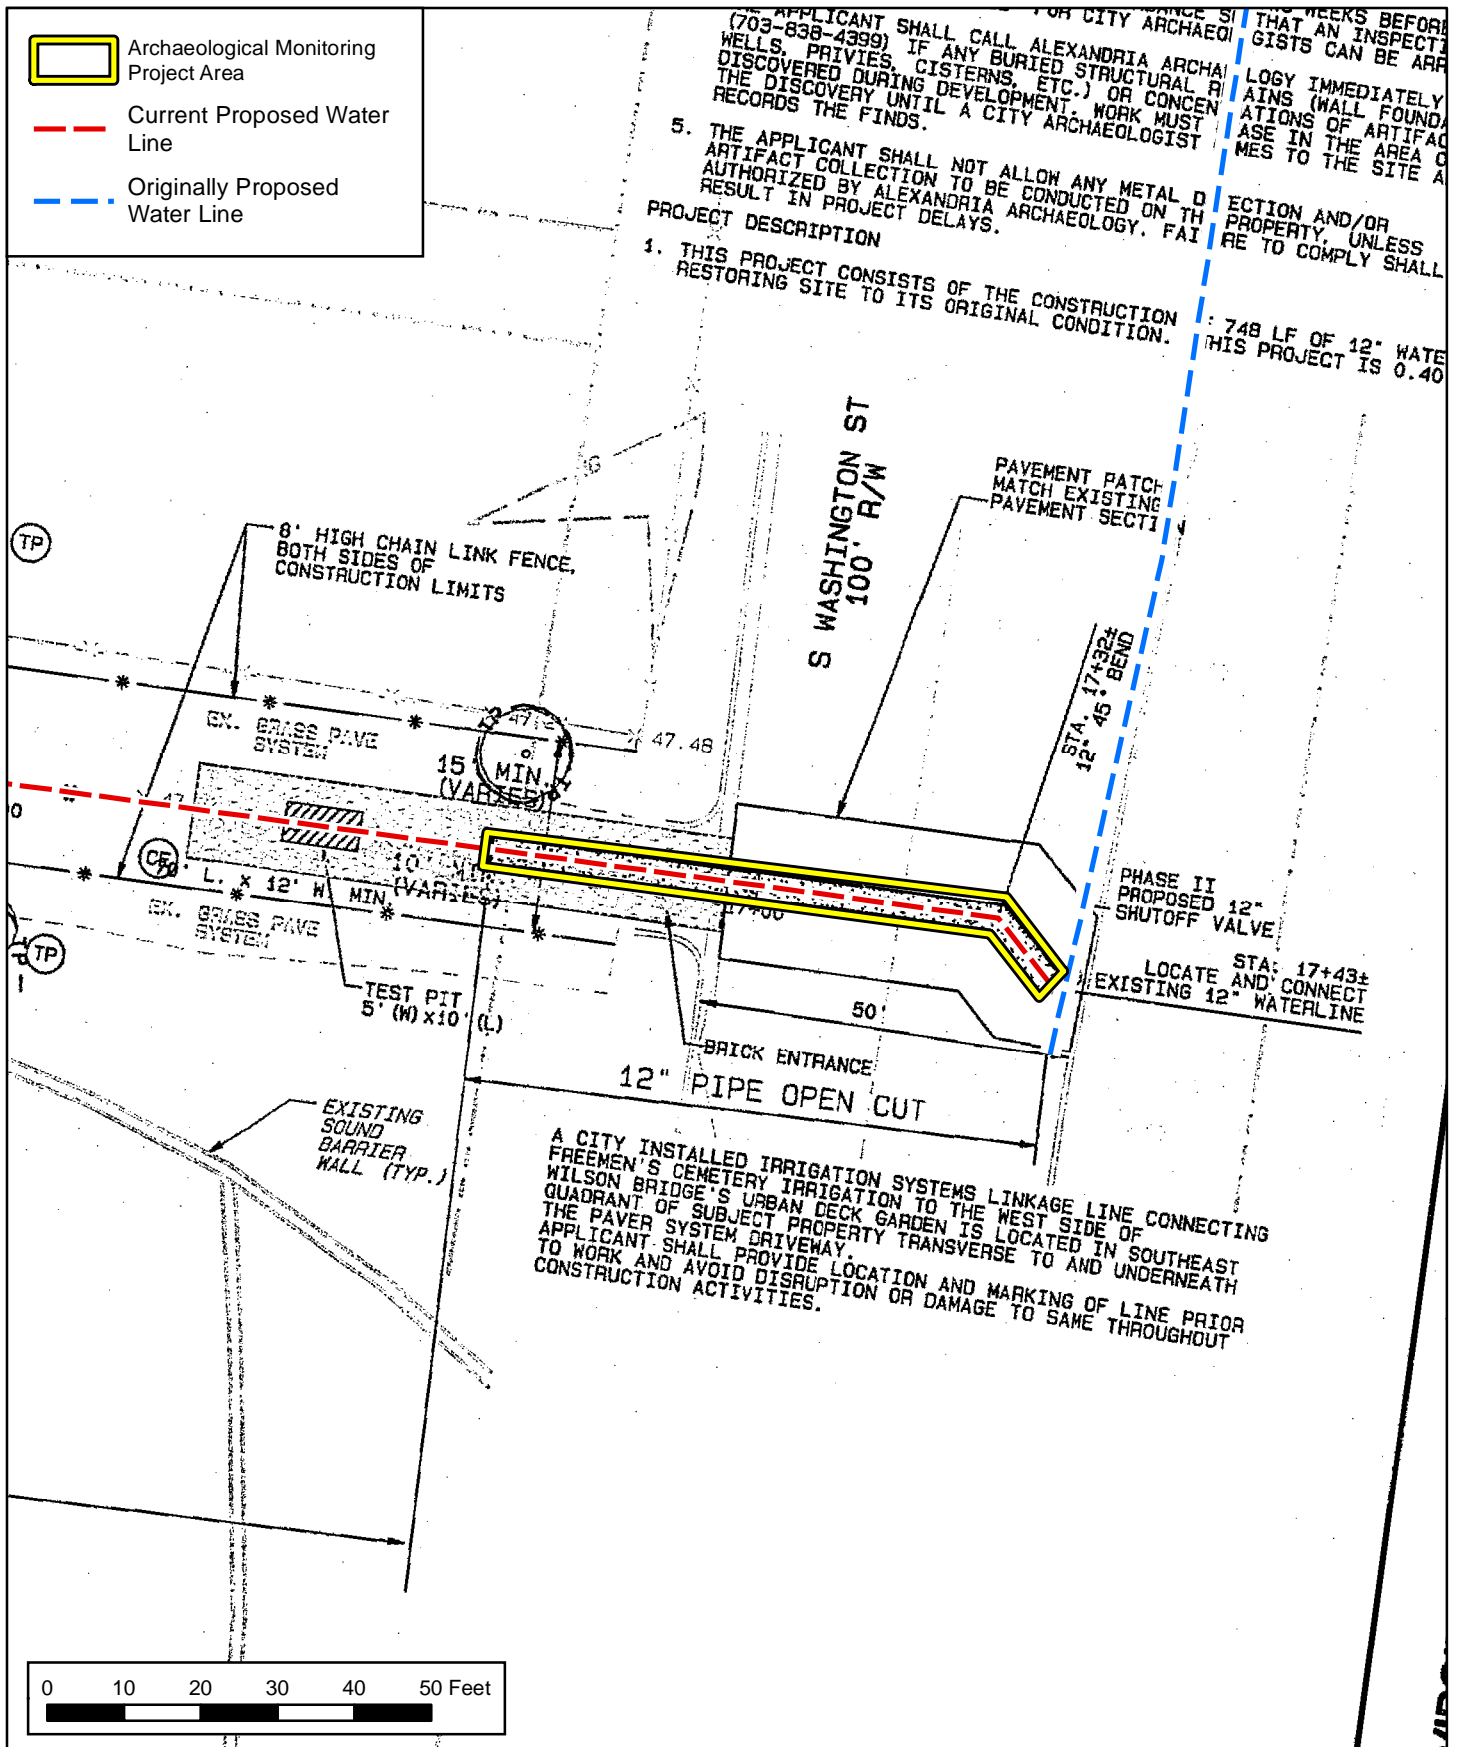 Archaeological Monitoring
Project Area
Current Proposed Water
Line
Originally Proposed
Water Line
WEEKS BEFORE
FOR CITY ARCHAEO THAT AN INSPECTI
GISTS CAN BE ARR
APPLICANT SHALL CALL ALEXANDRIA ARCHA LOGY IMMEDIATELY
(703-838-4399) IF ANY BURIED STRUCTURAL R AINS (WALL FOUNDA
WELLS, PRIVIES, CISTERNS, ETC.) OR CONCEN ATIONS OF ARTIFAC
DISCOVERED DURING DEVELOPMENT. WORK MUST ASE IN THE AREA O
THE DISCOVERY UNTIL A CITY ARCHAEOLOGIST MES TO THE SITE A
RECORDS THE FINDS.
5. THE APPLICANT SHALL NOT ALLOW ANY METAL D ECTION AND/OR
ARTIFACT COLLECTION TO BE CONDUCTED ON TH PROPERTY, UNLESS
AUTHORIZED BY ALEXANDRIA ARCHAEOLOGY. FAI RE TO COMPLY SHALL
RESULT IN PROJECT DELAYS.
PROJECT DESCRIPTION
1. THIS PROJECT CONSISTS OF THE CONSTRUCTION : 748 LF OF 12" WATE
RESTORING SITE TO ITS ORIGINAL CONDITION. THIS PROJECT IS 0.40
S WASHINGTON ST
100' R/W
G
PAVEMENT PATCH
MATCH EXISTING
PAVEMENT SECTI N
TP
8' HIGH CHAIN LINK FENCE,
BOTH SIDES OF
CONSTRUCTION LIMITS
STA. 17+32±
12" 45° BEND
EX. GRASS PAVE
SYSTEM
47.48
15'
MIN.
(VARIES)
47
10'
(VARIES)
CE
70' L. X 12' W. MIN.
EX. GRASS PAVE
SYSTEM
17+00
PHASE II
PROPOSED 12"
SHUTOFF VALVE
TP
TEST PIT
5'(W)x10'(L)
STA: 17+43±
LOCATE AND CONNECT
EXISTING 12" WATERLINE
50'
BRICK ENTRANCE
12" PIPE OPEN CUT
EXISTING
SOUND
BARRIER
WALL (TYP.)
A CITY INSTALLED IRRIGATION SYSTEMS LINKAGE LINE CONNECTING
FREEMEN'S CEMETERY IRRIGATION TO THE WEST SIDE OF
WILSON BRIDGE'S URBAN DECK GARDEN IS LOCATED IN SOUTHEAST
QUADRANT OF SUBJECT PROPERTY TRANSVERSE TO AND UNDERNEATH
THE PAVER SYSTEM DRIVEWAY.
APPLICANT SHALL PROVIDE LOCATION AND MARKING OF LINE PRIOR
TO WORK AND AVOID DISRUPTION OR DAMAGE TO SAME THROUGHOUT
CONSTRUCTION ACTIVITIES.
0 10 20 30 40 50 Feet